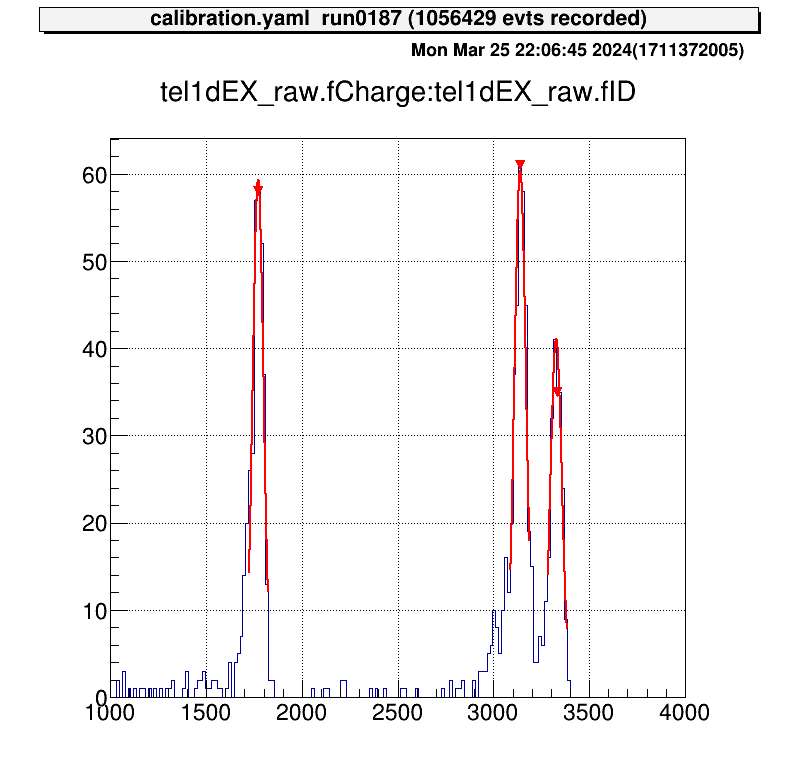 calibration.yaml run0187 (1056429 evts recorded)
Mon Mar 25 22:06:45 2024(1711372005)
tel1dEX_raw.fCharge:tel1dEX_raw.fID
60
50
40
30
20
10
0
1000 1500 2000 2500 3000 3500 4000